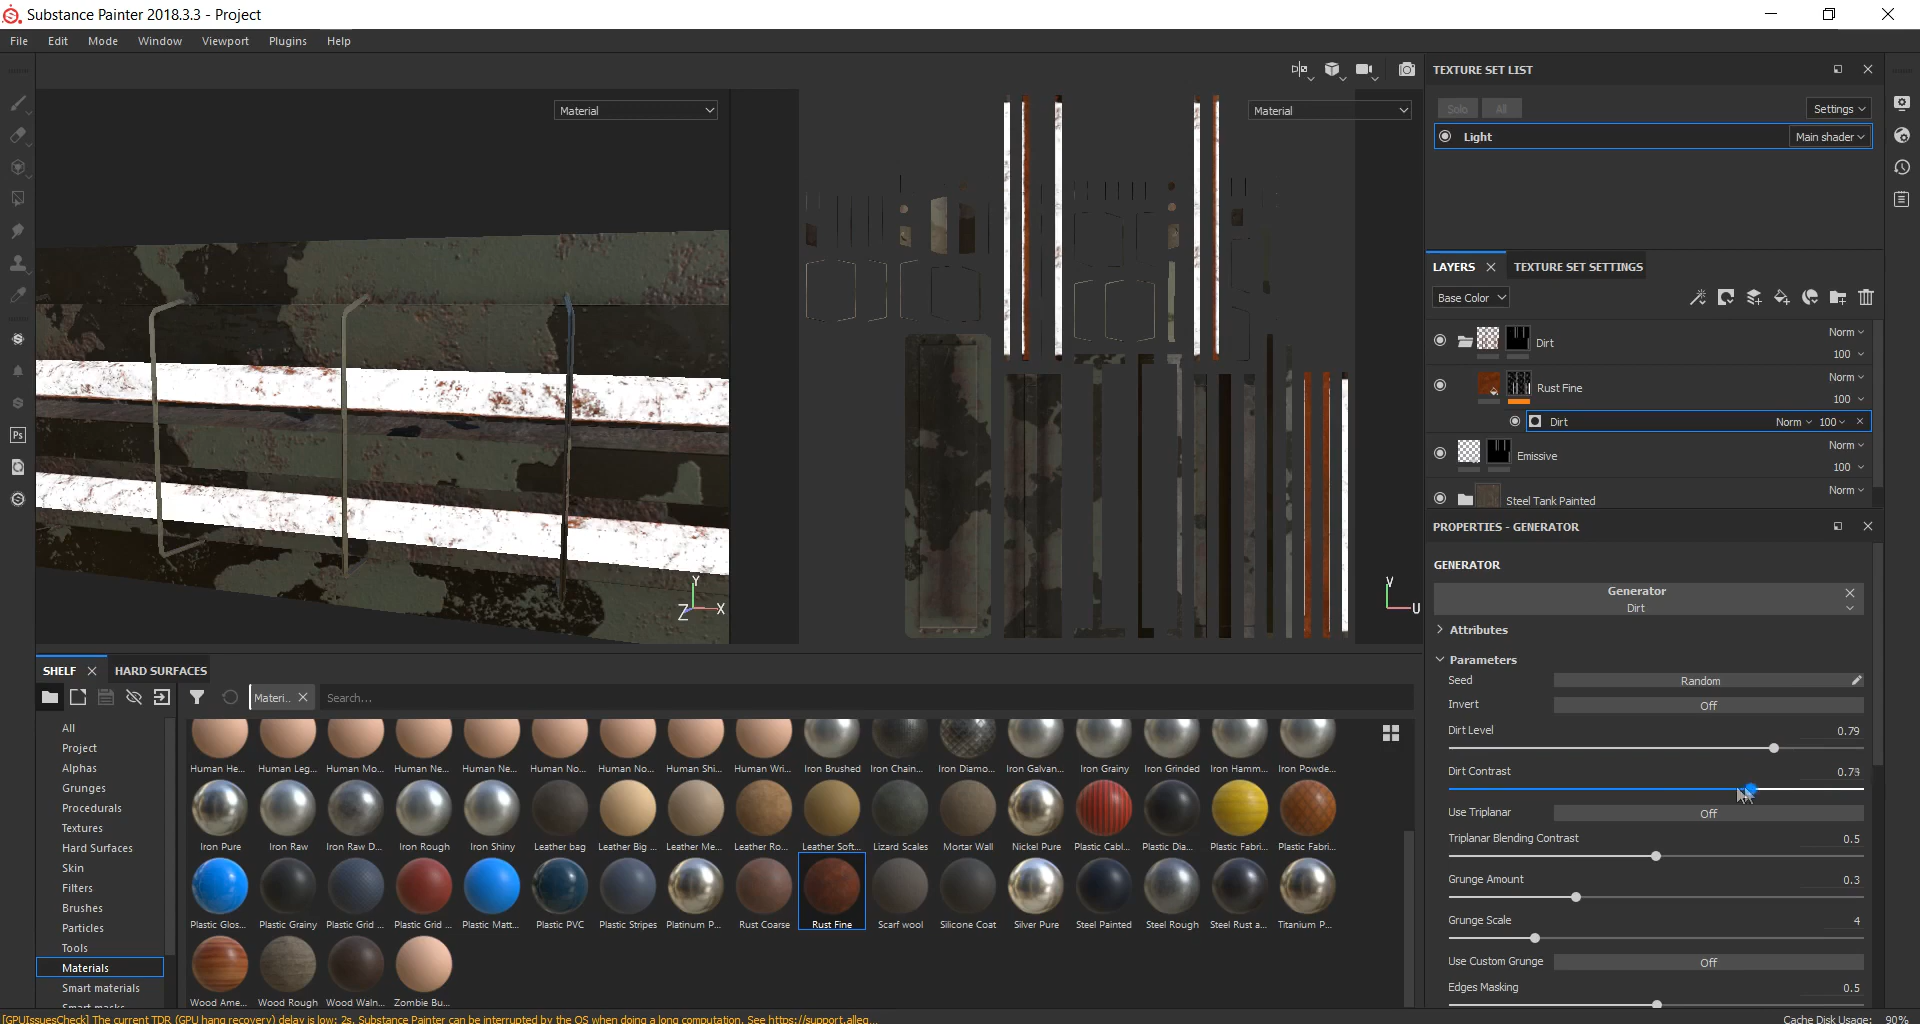 Substance Painter 2018.3.3 - Project
File Edit Mode Window Viewport Plugins Help
Material
Material
TEXTURE SET LIST
Solo All Settings
Light Main shader
LAYERS TEXTURE SET SETTINGS
Base Color
Dirt Norm 100
Rust Fine Norm 100
Dirt Norm 100
Emissive Norm 100
Steel Tank Painted Norm
PROPERTIES - GENERATOR
GENERATOR
Generator
Dirt
Attributes
Parameters
Seed Random
Invert Off
Dirt Level 0.79
Dirt Contrast 0.73
Use Triplanar Off
Triplanar Blending Contrast 0.5
Grunge Amount 0.3
Grunge Scale 4
Use Custom Grunge Off
Edges Masking 0.5
Y
Z X
V
U
Ps
SHELF HARD SURFACES
Materi... Search...
All
Project
Alphas
Grunges
Procedurals
Textures
Hard Surfaces
Skin
Filters
Brushes
Particles
Tools
Materials
Smart materials
Smart masks
Human He... Human Leg... Human Mo... Human Ne... Human Ne... Human No... Human No... Human Shi... Human Wri... Iron Brushed Iron Chain... Iron Diamo... Iron Galvan... Iron Grainy Iron Grinded Iron Hamm... Iron Powde...
Iron Pure Iron Raw Iron Raw D... Iron Rough Iron Shiny Leather bag Leather Big ... Leather Me... Leather Ro... Leather Soft... Lizard Scales Mortar Wall Nickel Pure Plastic Cabl... Plastic Dia... Plastic Fabri... Plastic Fabri...
Plastic Glos... Plastic Grainy Plastic Grid ... Plastic Grid ... Plastic Matt... Plastic PVC Plastic Stripes Platinum P... Rust Coarse Rust Fine Scarf wool Silicone Coat Silver Pure Steel Painted Steel Rough Steel Rust a... Titanium P...
Wood Ame... Wood Rough Wood Waln... Zombie Bu...
[GPUIssuesCheck] The current TDR (GPU hang recovery) delay is low: 2s. Substance Painter can be interrupted by the OS when doing a long computation. See https://support.alleg...
Cache Disk Usage: 90%